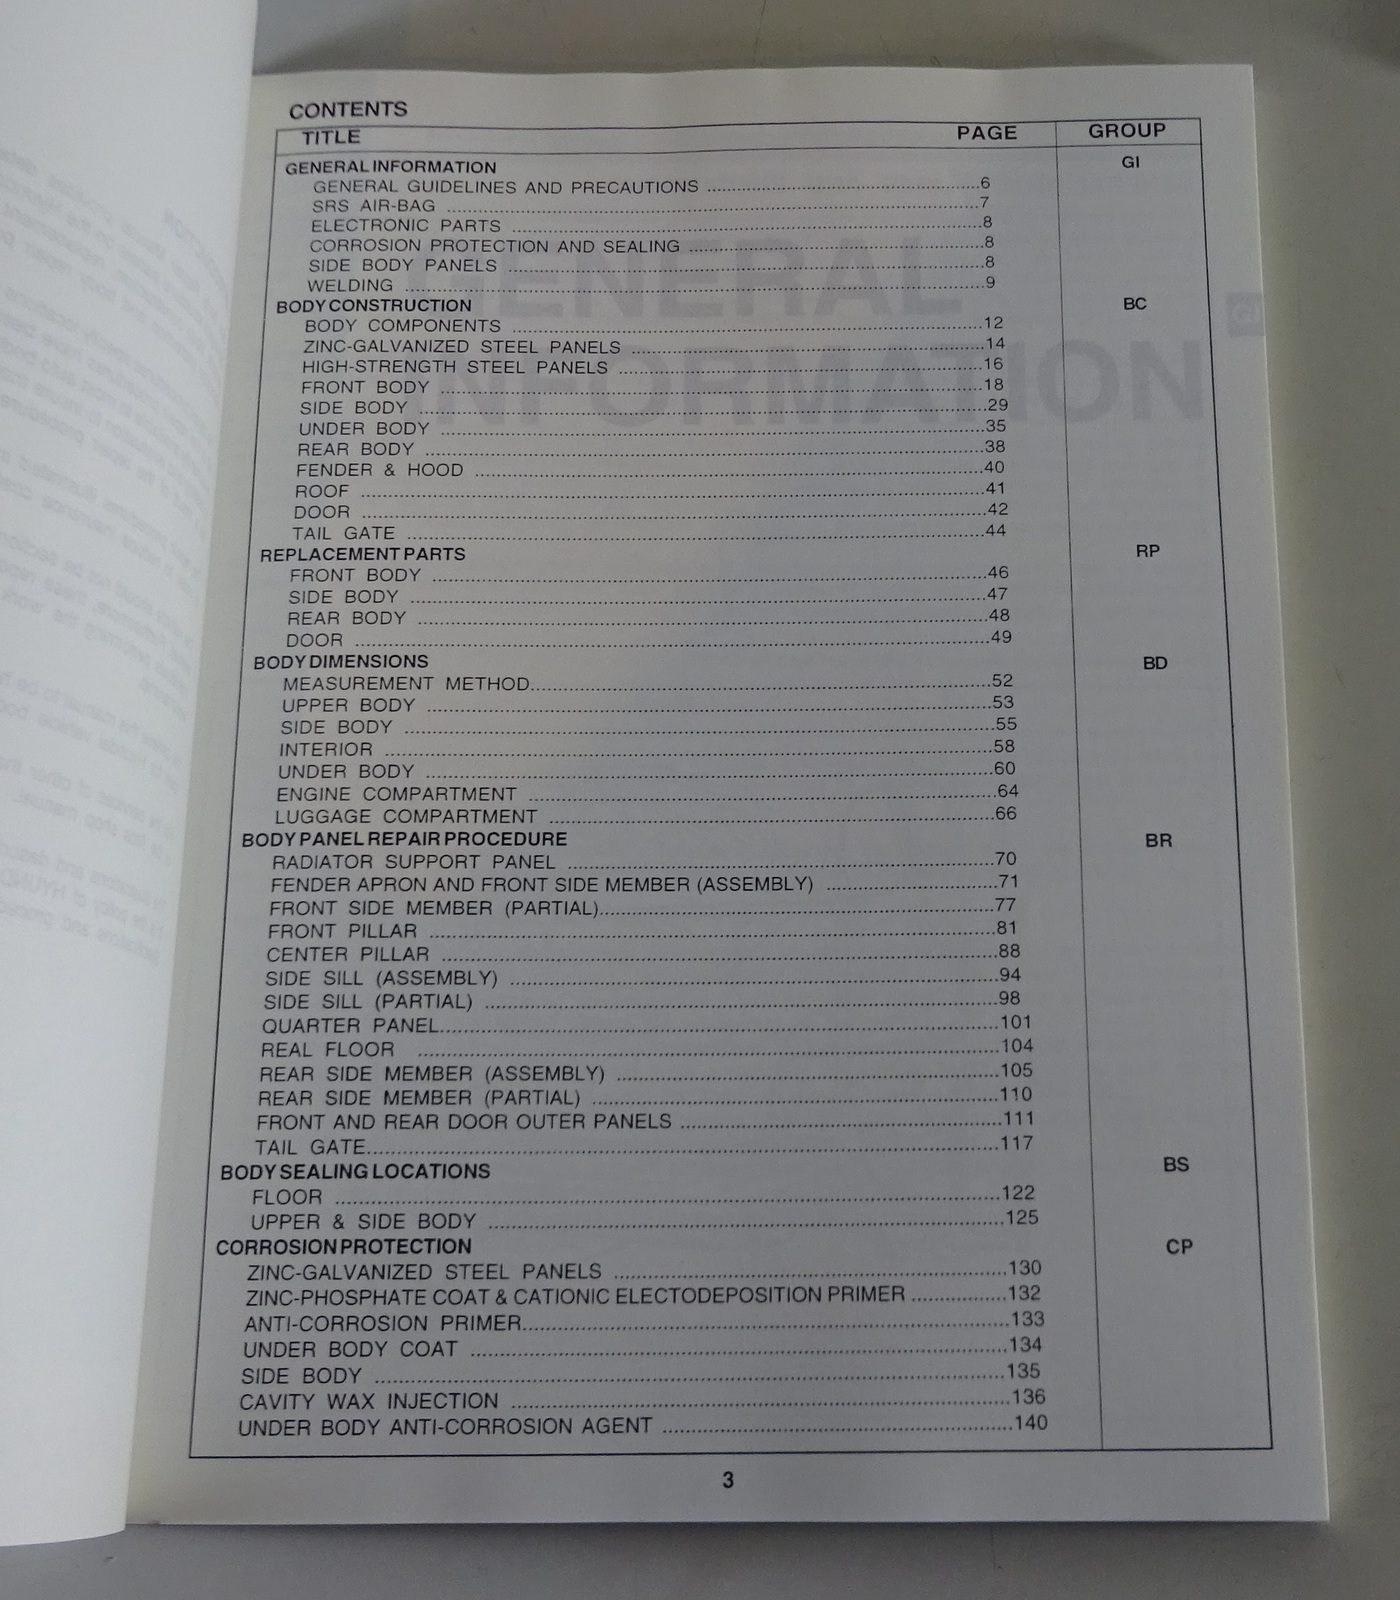 CONTENTS
TITLE PAGE GROUP
GENERAL INFORMATION GI
GENERAL GUIDELINES AND PRECAUTIONS ........ 6
SRS AIR-BAG ........ 7
ELECTRONIC PARTS ........ 8
CORROSION PROTECTION AND SEALING ........ 8
SIDE BODY PANELS ........ 8
WELDING ........ 9
BODY CONSTRUCTION BC
BODY COMPONENTS ........ 12
ZINC-GALVANIZED STEEL PANELS ........ 14
HIGH-STRENGTH STEEL PANELS ........ 16
FRONT BODY ........ 18
SIDE BODY ........ 29
UNDER BODY ........ 35
REAR BODY ........ 38
FENDER & HOOD ........ 40
ROOF ........ 41
DOOR ........ 42
TAIL GATE ........ 44
REPLACEMENT PARTS RP
FRONT BODY ........ 46
SIDE BODY ........ 47
REAR BODY ........ 48
DOOR ........ 49
BODY DIMENSIONS BD
MEASUREMENT METHOD ........ 52
UPPER BODY ........ 53
SIDE BODY ........ 55
INTERIOR ........ 58
UNDER BODY ........ 60
ENGINE COMPARTMENT ........ 64
LUGGAGE COMPARTMENT ........ 66
BODY PANEL REPAIR PROCEDURE BR
RADIATOR SUPPORT PANEL ........ 70
FENDER APRON AND FRONT SIDE MEMBER (ASSEMBLY) ........ 71
FRONT SIDE MEMBER (PARTIAL) ........ 77
FRONT PILLAR ........ 81
CENTER PILLAR ........ 88
SIDE SILL (ASSEMBLY) ........ 94
SIDE SILL (PARTIAL) ........ 98
QUARTER PANEL ........ 101
REAL FLOOR ........ 104
REAR SIDE MEMBER (ASSEMBLY) ........ 105
REAR SIDE MEMBER (PARTIAL) ........ 110
FRONT AND REAR DOOR OUTER PANELS ........ 111
TAIL GATE ........ 117
BODY SEALING LOCATIONS BS
FLOOR ........ 122
UPPER & SIDE BODY ........ 125
CORROSION PROTECTION CP
ZINC-GALVANIZED STEEL PANELS ........ 130
ZINC-PHOSPHATE COAT & CATIONIC ELECTODEPOSITION PRIMER ........ 132
ANTI-CORROSION PRIMER ........ 133
UNDER BODY COAT ........ 134
SIDE BODY ........ 135
CAVITY WAX INJECTION ........ 136
UNDER BODY ANTI-CORROSION AGENT ........ 140
3
GENERAL
INFORMATION
GI